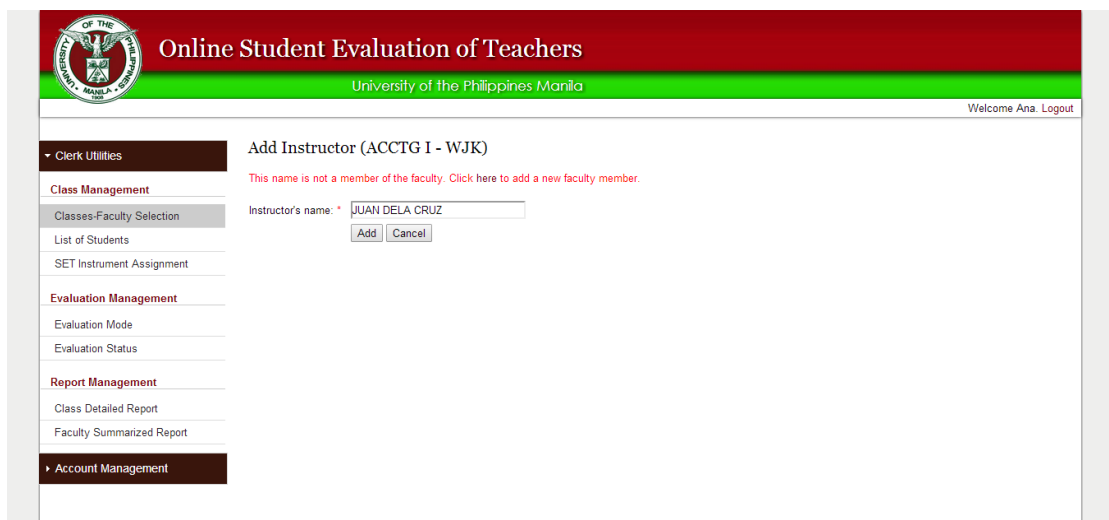 OF THE
UNIVERSITY
PHILIPPINES
MANILA
1908
Online Student Evaluation of Teachers
University of the Philippines Manila
Welcome Ana. Logout
Clerk Utilities
Class Management
Classes-Faculty Selection
List of Students
SET Instrument Assignment
Evaluation Management
Evaluation Mode
Evaluation Status
Report Management
Class Detailed Report
Faculty Summarized Report
Account Management
Add Instructor (ACCTG I - WJK)
This name is not a member of the faculty. Click here to add a new faculty member.
Instructor's name: * JUAN DELA CRUZ
Add Cancel